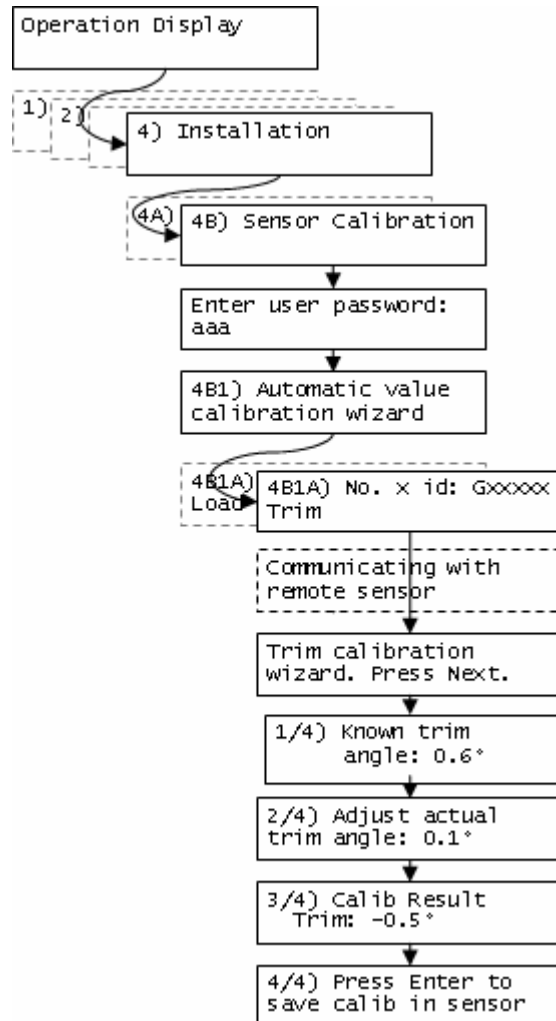 Operation Display
1)
2)
4) Installation
4A)
4B) Sensor Calibration
Enter user password:
aaa
4B1) Automatic value
calibration wizard
4B1A)
Load
4B1A) No. x id: Gxxxxx
Trim
Communicating with
remote sensor
Trim calibration
wizard. Press Next.
1/4) Known trim
angle: 0.6°
2/4) Adjust actual
trim angle: 0.1°
3/4) Calib Result
Trim: -0.5°
4/4) Press Enter to
save calib in sensor